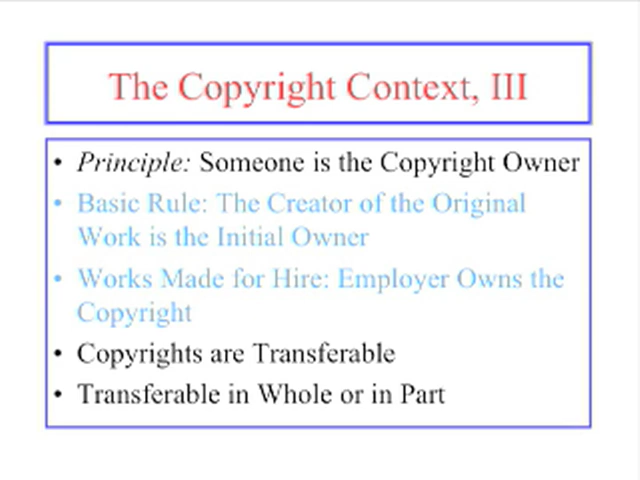 The Copyright Context, III
• Principle: Someone is the Copyright Owner
• Basic Rule: The Creator of the Original
Work is the Initial Owner
• Works Made for Hire: Employer Owns the
Copyright
• Copyrights are Transferable
• Transferable in Whole or in Part